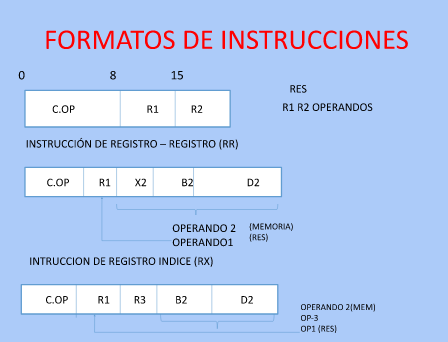 FORMATOS DE INSTRUCCIONES
0 8 15
RES
C.OP R1 R2
R1 R2 OPERANDOS
INSTRUCCIÓN DE REGISTRO – REGISTRO (RR)
C.OP R1 X2 B2 D2
OPERANDO 2 (MEMORIA)
OPERANDO1 (RES)
INTRUCCION DE REGISTRO INDICE (RX)
C.OP R1 R3 B2 D2
OPERANDO 2(MEM)
OP-3
OP1 (RES)